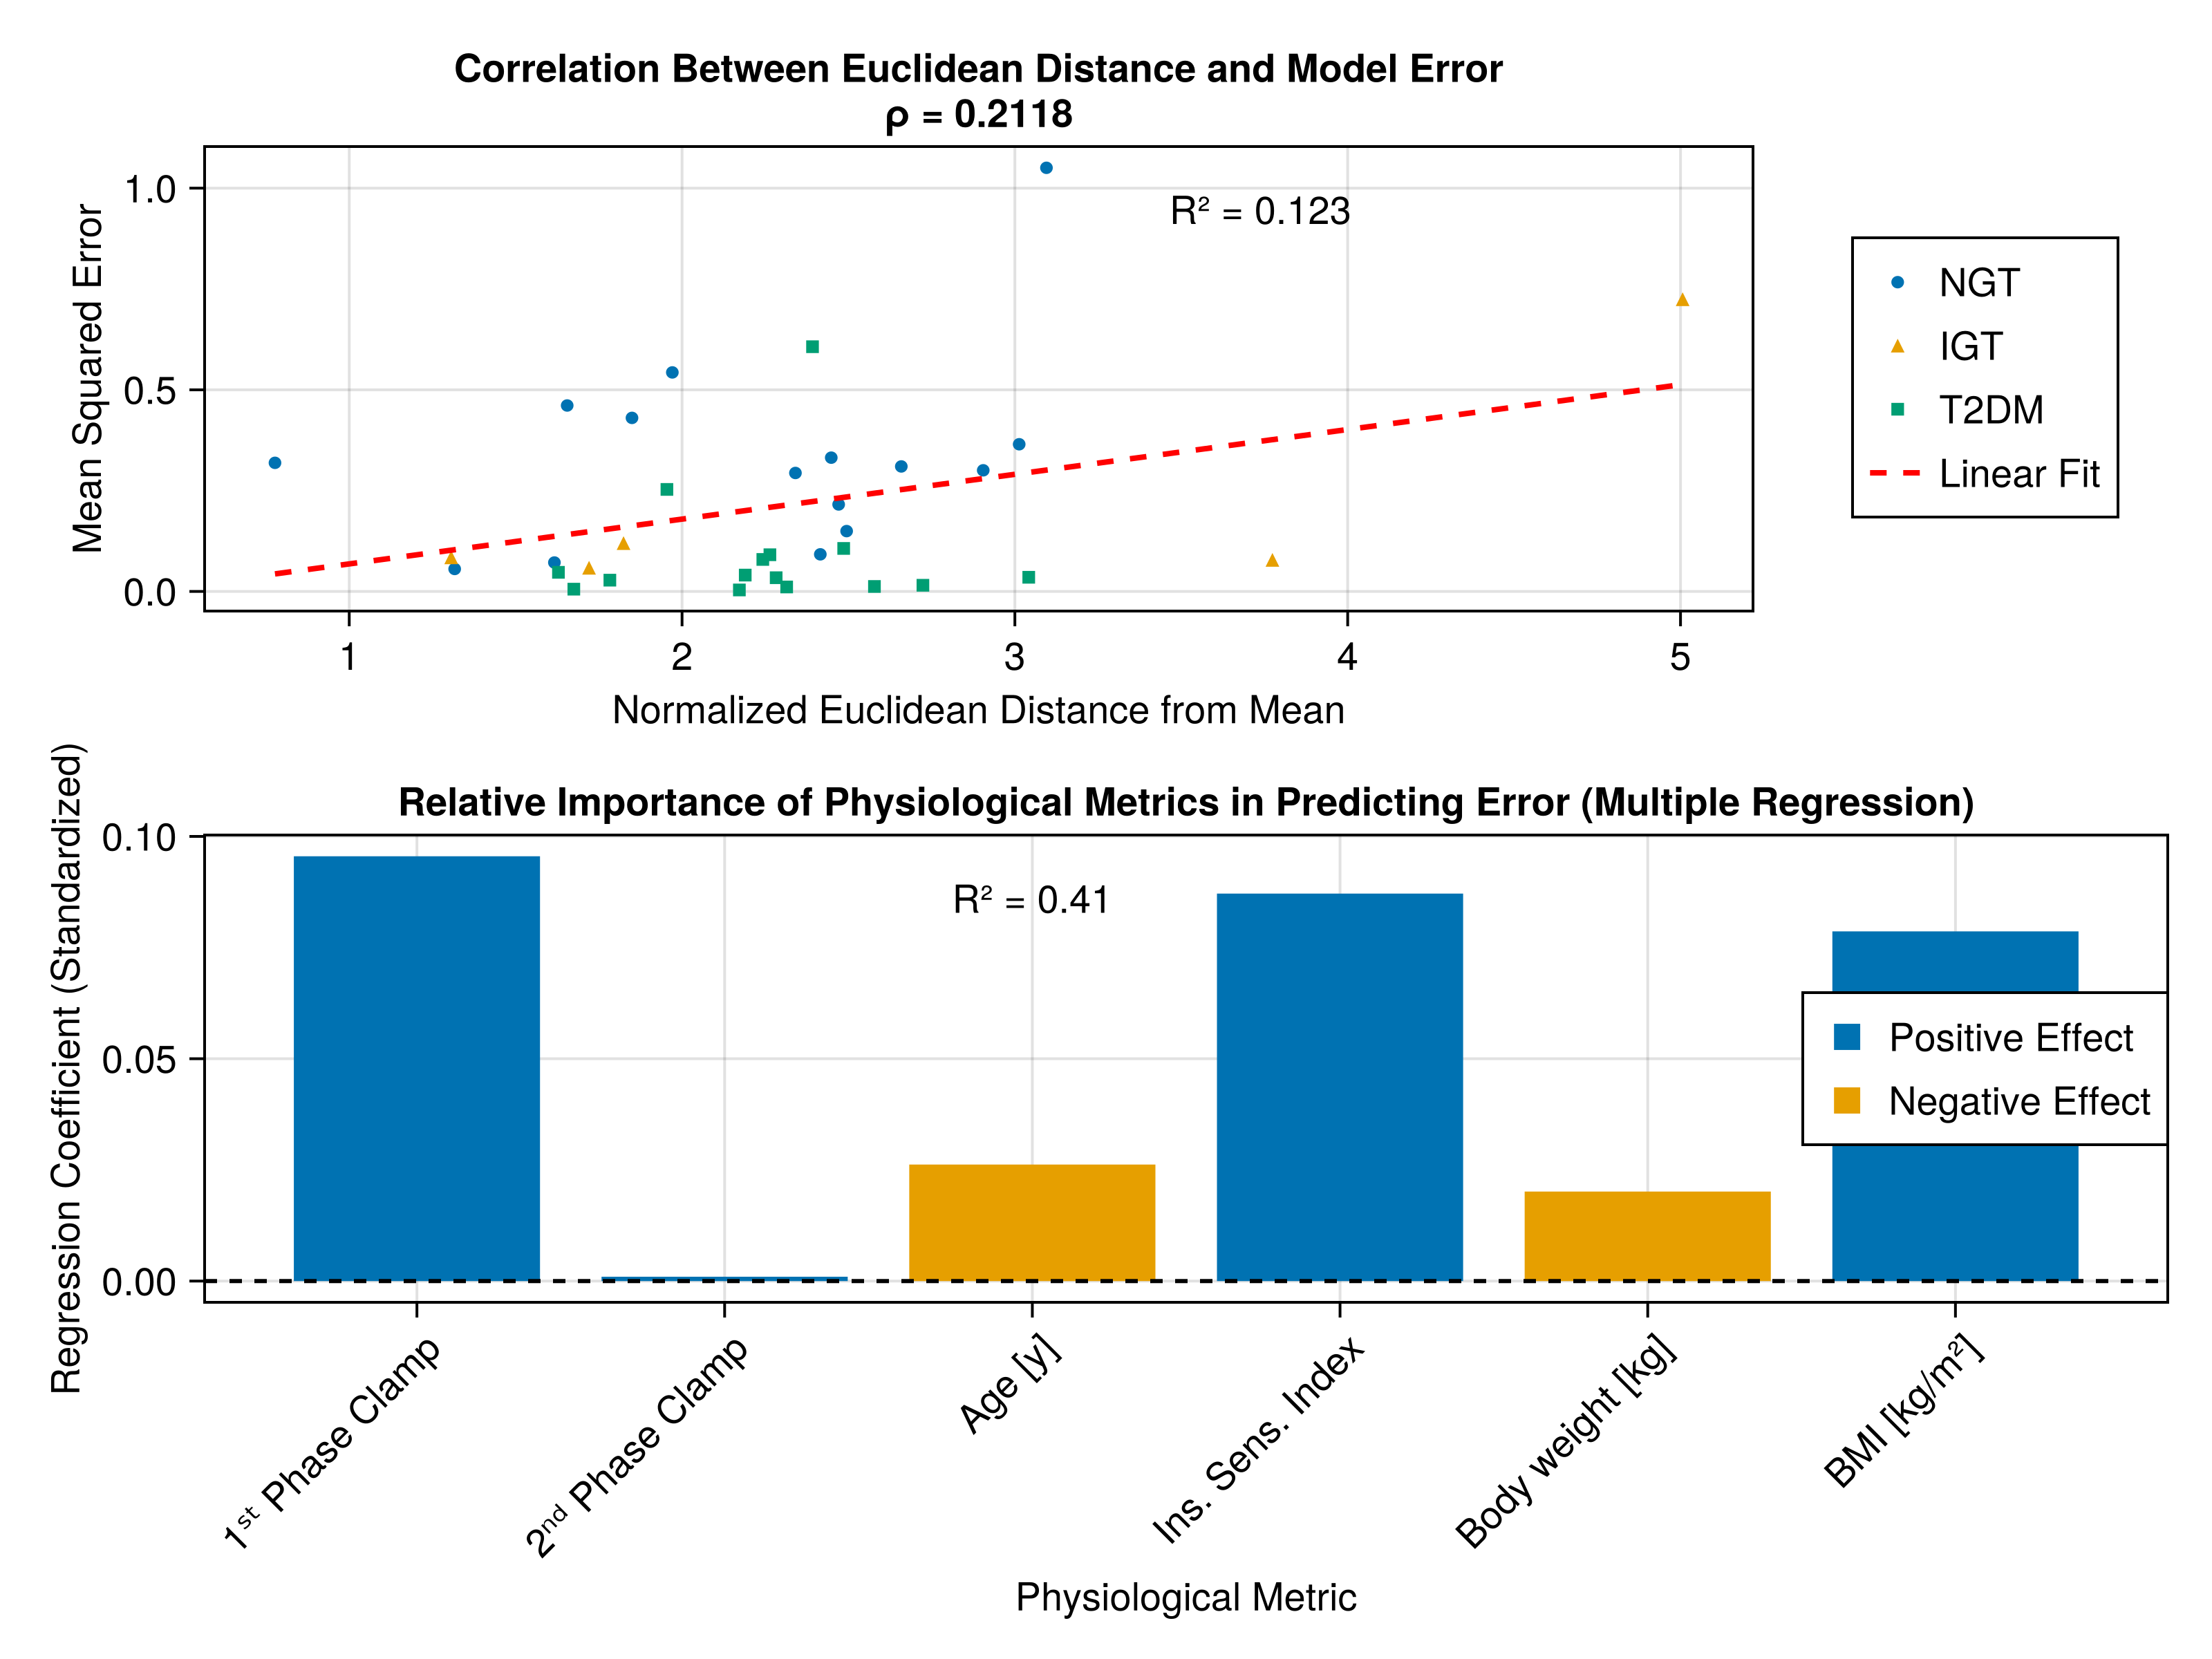 Correlation Between Euclidean Distance and Model Error
ρ = 0.2118
Mean Squared Error
1.0
0.5
0.0
R² = 0.123
1 2 3 4 5
Normalized Euclidean Distance from Mean
NGT
IGT
T2DM
Linear Fit
Relative Importance of Physiological Metrics in Predicting Error (Multiple Regression)
Regression Coefficient (Standardized)
0.10
0.05
0.00
R² = 0.41
Positive Effect
Negative Effect
1ˢᵗ Phase Clamp
2ⁿᵈ Phase Clamp
Age [y]
Ins. Sens. Index
Body weight [kg]
BMI [kg/m²]
Physiological Metric